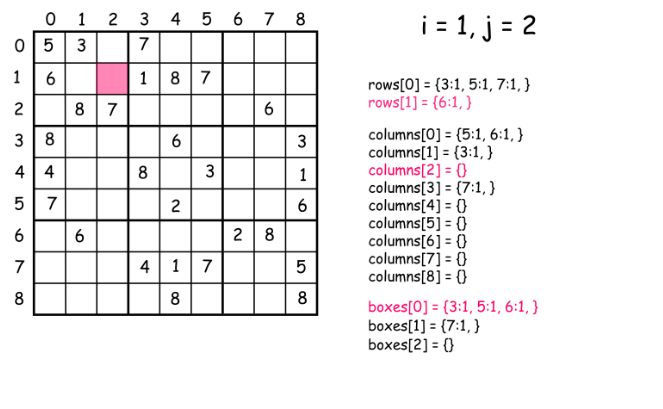 i = 1, j = 2
0 1 2 3 4 5 6 7 8
0 5 3 7
1 6 1 8 7
2 8 7 6
3 8 6 3
4 4 8 3 1
5 7 2 6
6 6 2 8
7 4 1 7 5
8 8 8
rows[0] = {3:1, 5:1, 7:1, }
rows[1] = {6:1, }
columns[0] = {5:1, 6:1, }
columns[1] = {3:1, }
columns[2] = {}
columns[3] = {7:1, }
columns[4] = {}
columns[5] = {}
columns[6] = {}
columns[7] = {}
columns[8] = {}
boxes[0] = {3:1, 5:1, 6:1, }
boxes[1] = {7:1, }
boxes[2] = {}